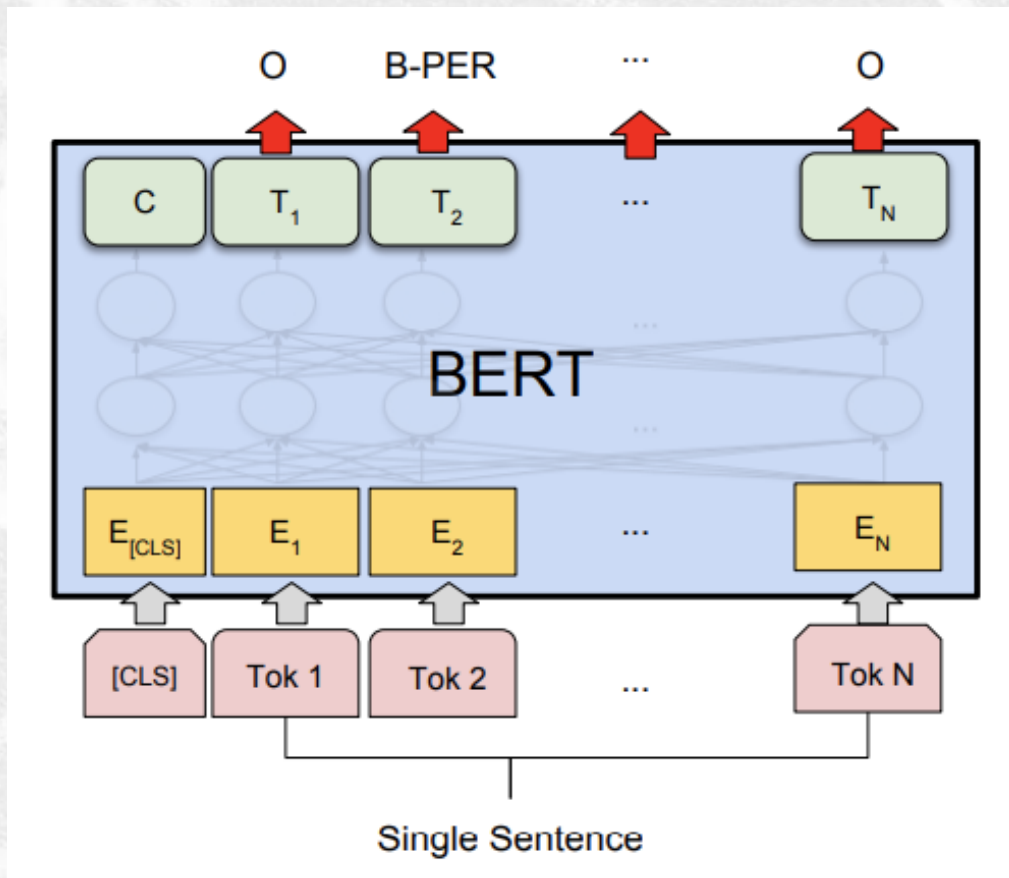 O B-PER ... O
C T1 T2 ... TN
...
BERT
...
E[CLS] E1 E2 ... EN
[CLS] Tok 1 Tok 2 ... Tok N
Single Sentence